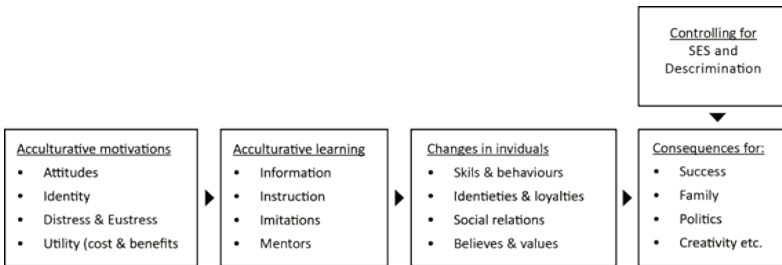 Controlling for
SES and
Descrimination
Acculturative motivations
• Attitudes
• Identity
• Distress & Eustress
• Utility (cost & benefits
Acculturative learning
• Information
• Instruction
• Imitations
• Mentors
Changes in inviduals
• Skils & behaviours
• Identieties & loyalties
• Social relations
• Believes & values
Consequences for:
• Success
• Family
• Politics
• Creativity etc.